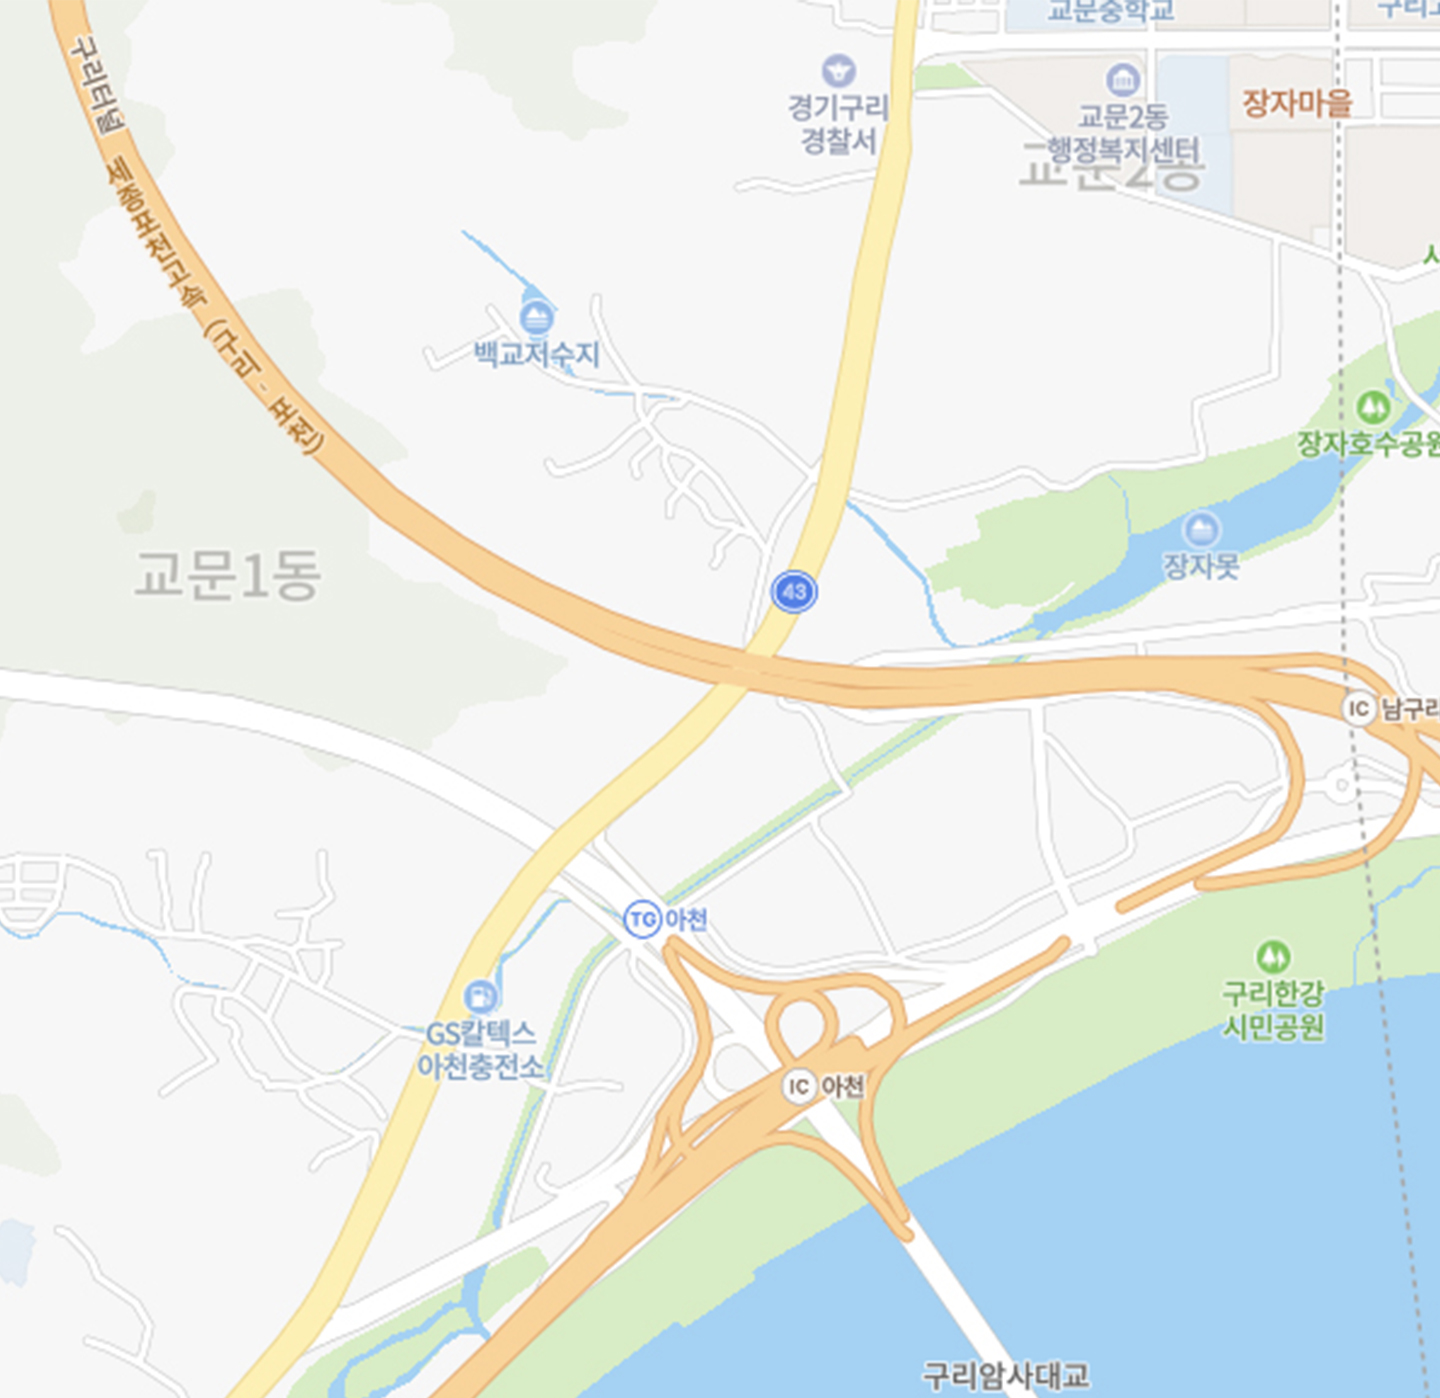 교문중학교
구리터널
경기구리
경찰서
교문2동
행정복지센터
장자마을
교문2동
세종포천고속 (구리 - 포천)
백교저수지
장자호수공원
장자못
교문1동
43
IC 남구리
TG 아천
구리한강
시민공원
GS칼텍스
아천충전소
IC 아천
구리암사대교